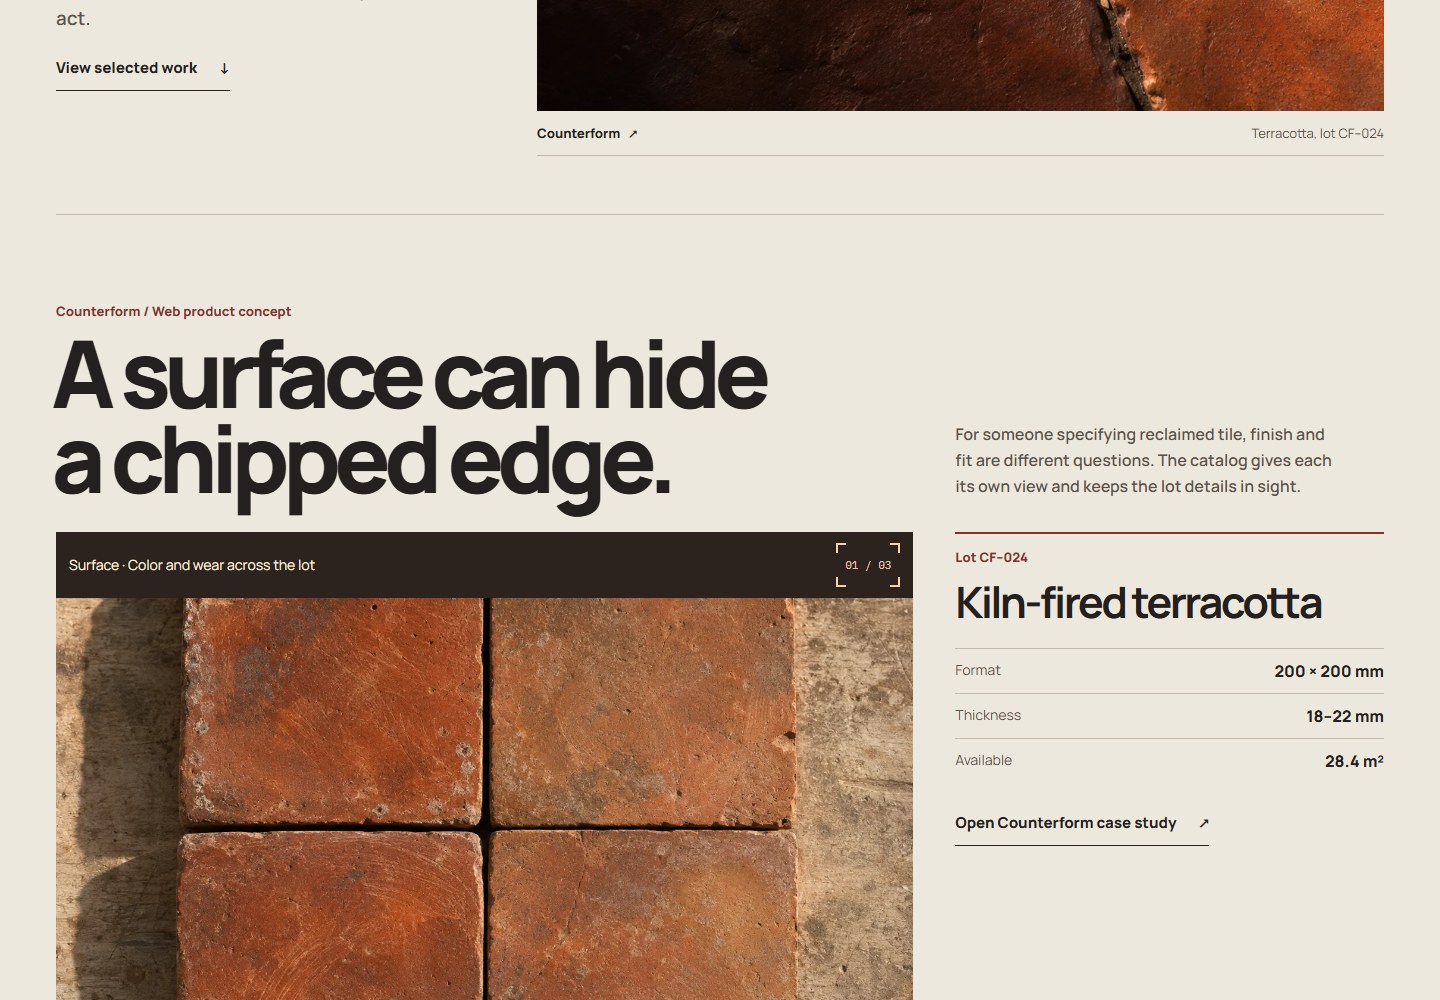 act.
View selected work ↓
Counterform ↗
Terracotta, lot CF–024
Counterform / Web product concept
A surface can hide
a chipped edge.
For someone specifying reclaimed tile, finish and
fit are different questions. The catalog gives each
its own view and keeps the lot details in sight.
Surface · Color and wear across the lot
01 / 03
Lot CF–024
Kiln-fired terracotta
Format
200 × 200 mm
Thickness
18–22 mm
Available
28.4 m²
Open Counterform case study ↗